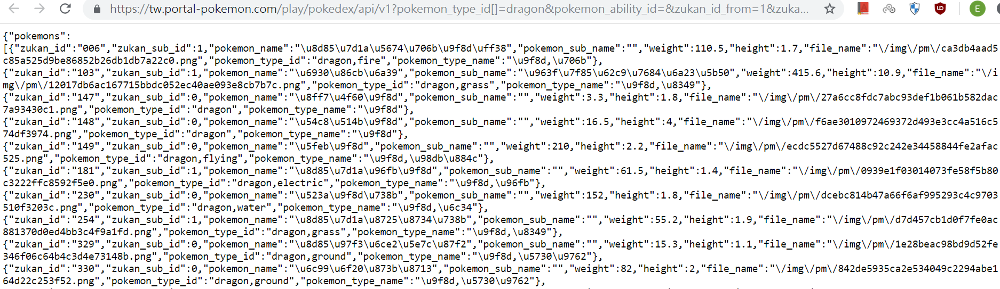 https://tw.portal-pokemon.com/play/pokedex/api/v1?pokemon_type_id[]=dragon&pokemon_ability_id=&zukan_id_from=1&zuka...
E
{"pokemons":
[{"zukan_id":"006","zukan_sub_id":1,"pokemon_name":"\u8d85\u7d1a\u5674\u706b\u9f8d\uff38","pokemon_sub_name":"","weight":110.5,"height":1.7,"file_name":"\/img\/pm\/ca3db4aad5
c85a525d9be86852b26db1db7a22c0.png","pokemon_type_id":"dragon,fire","pokemon_type_name":"\u9f8d,\u706b"},
{"zukan_id":"103","zukan_sub_id":1,"pokemon_name":"\u6930\u86cb\u6a39","pokemon_sub_name":"\u963f\u7f85\u62c9\u7684\u6a23\u5b50","weight":415.6,"height":10.9,"file_name":"\/i
mg\/pm\/12017db6ac167715bbdc052ec40ae093e8cb7b7c.png","pokemon_type_id":"dragon,grass","pokemon_type_name":"\u9f8d,\u8349"},
{"zukan_id":"147","zukan_sub_id":0,"pokemon_name":"\u8ff7\u4f60\u9f8d","pokemon_sub_name":"","weight":3.3,"height":1.8,"file_name":"\/img\/pm\/27a6cc8fdc7abc93def1b061b582dac
7a93430c1.png","pokemon_type_id":"dragon","pokemon_type_name":"\u9f8d"},
{"zukan_id":"148","zukan_sub_id":0,"pokemon_name":"\u54c8\u514b\u9f8d","pokemon_sub_name":"","weight":16.5,"height":4,"file_name":"\/img\/pm\/f6ae3010972469372d493e3cc4a516c5
74df3974.png","pokemon_type_id":"dragon","pokemon_type_name":"\u9f8d"},
{"zukan_id":"149","zukan_sub_id":0,"pokemon_name":"\u5feb\u9f8d","pokemon_sub_name":"","weight":210,"height":2.2,"file_name":"\/img\/pm\/ecdc5527d67488c92c242e34458844fe2afac
525.png","pokemon_type_id":"dragon,flying","pokemon_type_name":"\u9f8d,\u98db\u884c"},
{"zukan_id":"181","zukan_sub_id":1,"pokemon_name":"\u8d85\u7d1a\u96fb\u9f8d","pokemon_sub_name":"","weight":61.5,"height":1.4,"file_name":"\/img\/pm\/0939e1f03014073fe58f5b80
c3222ffc8592f5e0.png","pokemon_type_id":"dragon,electric","pokemon_type_name":"\u9f8d,\u96fb"},
{"zukan_id":"230","zukan_sub_id":0,"pokemon_name":"\u523a\u9f8d\u738b","pokemon_sub_name":"","weight":152,"height":1.8,"file_name":"\/img\/pm\/dcebc814b47a66f6af995293c4c9703
510f3203c.png","pokemon_type_id":"dragon,water","pokemon_type_name":"\u9f8d,\u6c34"},
{"zukan_id":"254","zukan_sub_id":1,"pokemon_name":"\u8d85\u7d1a\u8725\u8734\u738b","pokemon_sub_name":"","weight":55.2,"height":1.9,"file_name":"\/img\/pm\/d7d457cb1d0f7fe0ac
881370d0ed4bb3c4f9a1fd.png","pokemon_type_id":"dragon,grass","pokemon_type_name":"\u9f8d,\u8349"},
{"zukan_id":"329","zukan_sub_id":0,"pokemon_name":"\u8d85\u97f3\u6ce2\u5e7c\u87f2","pokemon_sub_name":"","weight":15.3,"height":1.1,"file_name":"\/img\/pm\/1e28beac98bd9d52fe
346f06c64b4c3d4e73148b.png","pokemon_type_id":"dragon,ground","pokemon_type_name":"\u9f8d,\u5730\u9762"},
{"zukan_id":"330","zukan_sub_id":0,"pokemon_name":"\u6c99\u6f20\u873b\u8713","pokemon_sub_name":"","weight":82,"height":2,"file_name":"\/img\/pm\/842de5935ca2e534049c2294abe1
64d22c253f52.png","pokemon_type_id":"dragon,ground","pokemon_type_name":"\u9f8d,\u5730\u9762"},